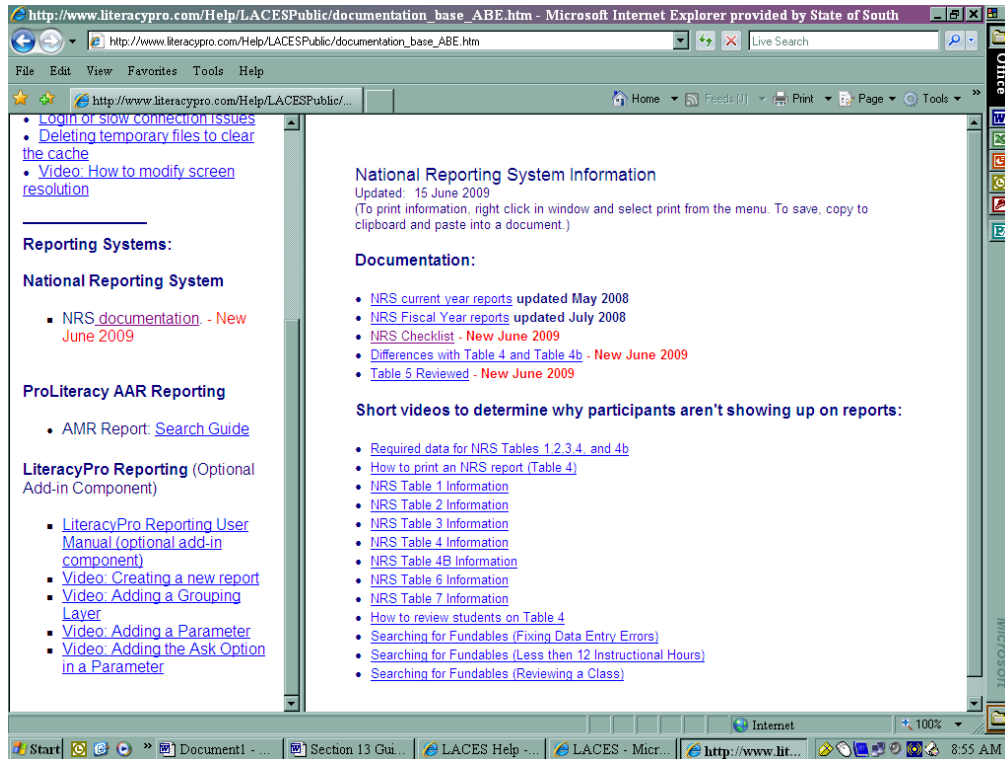 http://www.literacypro.com/Help/LACESPublic/documentation_base_ABE.htm - Microsoft Internet Explorer provided by State of South
http://www.literacypro.com/Help/LACESPublic/documentation_base_ABE.htm
Live Search
File Edit View Favorites Tools Help
http://www.literacypro.com/Help/LACESPublic/...
Home Feeds (J) Print Page Tools »
Office
• Login or slow connection issues
• Deleting temporary files to clear
the cache
• Video: How to modify screen
resolution
Reporting Systems:
National Reporting System
▪ NRS documentation. - New
June 2009
ProLiteracy AAR Reporting
• AMR Report: Search Guide
LiteracyPro Reporting (Optional
Add-in Component)
▪ LiteracyPro Reporting User
Manual (optional add-in
component)
▪ Video: Creating a new report
▪ Video: Adding a Grouping
Layer
▪ Video: Adding a Parameter
▪ Video: Adding the Ask Option
in a Parameter
National Reporting System Information
Updated: 15 June 2009
(To print information, right click in window and select print from the menu. To save, copy to
clipboard and paste into a document.)
Documentation:
• NRS current year reports updated May 2008
• NRS Fiscal Year reports updated July 2008
• NRS Checklist - New June 2009
• Differences with Table 4 and Table 4b - New June 2009
• Table 5 Reviewed - New June 2009
Short videos to determine why participants aren't showing up on reports:
• Required data for NRS Tables 1,2,3,4, and 4b
• How to print an NRS report (Table 4)
• NRS Table 1 Information
• NRS Table 2 Information
• NRS Table 3 Information
• NRS Table 4 Information
• NRS Table 4B Information
• NRS Table 6 Information
• NRS Table 7 Information
• How to review students on Table 4
• Searching for Fundables (Fixing Data Entry Errors)
• Searching for Fundables (Less then 12 Instructional Hours)
• Searching for Fundables (Reviewing a Class)
Microsoft
Internet
100%
Start » Document1 - ... Section 13 Gui... LACES Help -... LACES - Micr... http://www.lit... 8:55 AM